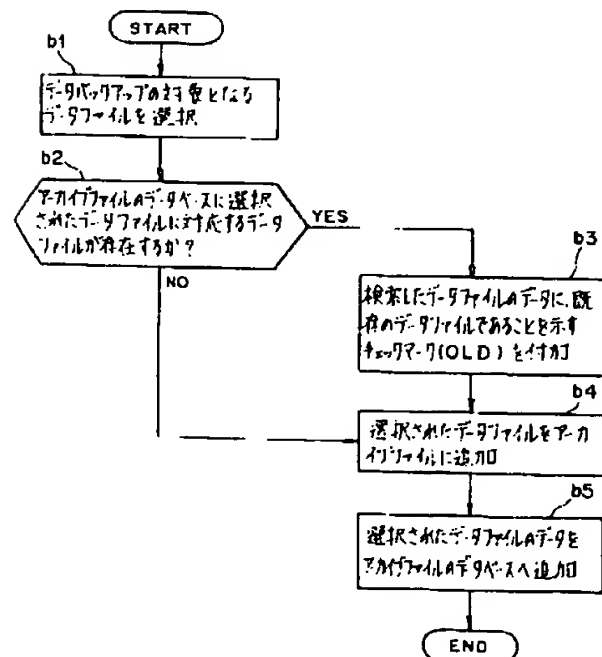 START
b1
データバックアップの対象となる
データファイルを選択
b2
アーカイブファイルのデータベースに選択
されたデータファイルに対応するデータ
ファイルが存在するか?
YES
NO
b3
検索したデータファイルのデータに、既
存のデータファイルであることを示す
チェックマーク(OLD)を付加
b4
選択されたデータファイルをアーカ
イブファイルに追加
b5
選択されたデータファイルのデータを
アーカイブファイルのデータベースへ追加
END